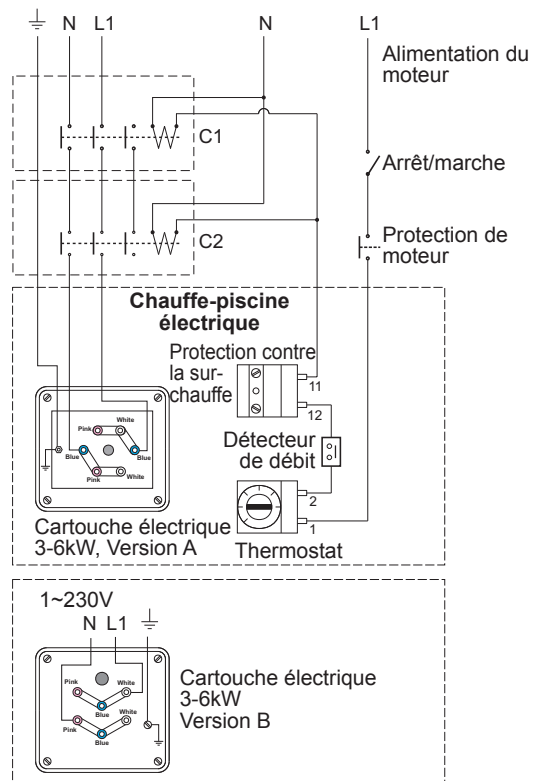 N L1 N L1
Alimentation du
moteur
C1
Arrêt/marche
C2
Protection de
moteur
Chauffe-piscine
électrique
Protection contre
la sur-
chauffe
11
12
White
Pink
Blue
Blue
Pink
White
Détecteur
de débit
2
1
Cartouche électrique
3-6kW, Version A
Thermostat
1~230V
N L1
Pink
White
Blue
White
Pink
Blue
Cartouche électrique
3-6kW
Version B